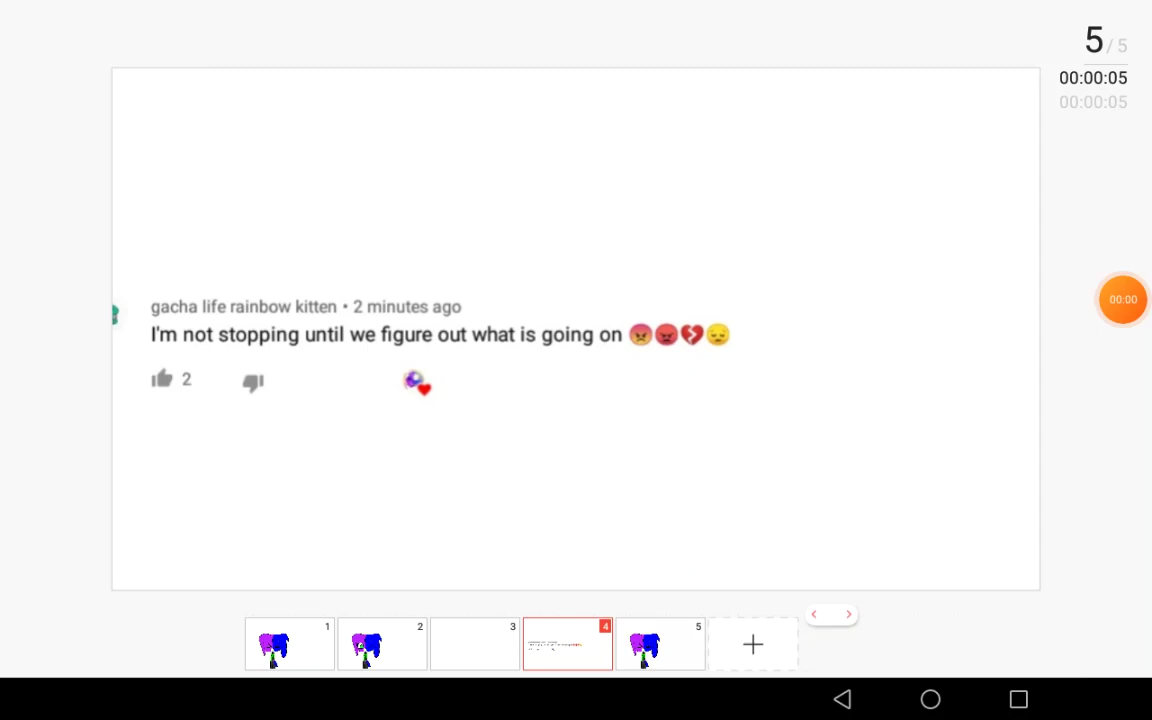 5 / 5
00:00:05
00:00:05
gacha life rainbow kitten • 2 minutes ago
I'm not stopping until we figure out what is going on 😡😡💔😔
2
00:00
1 2 3 4 5